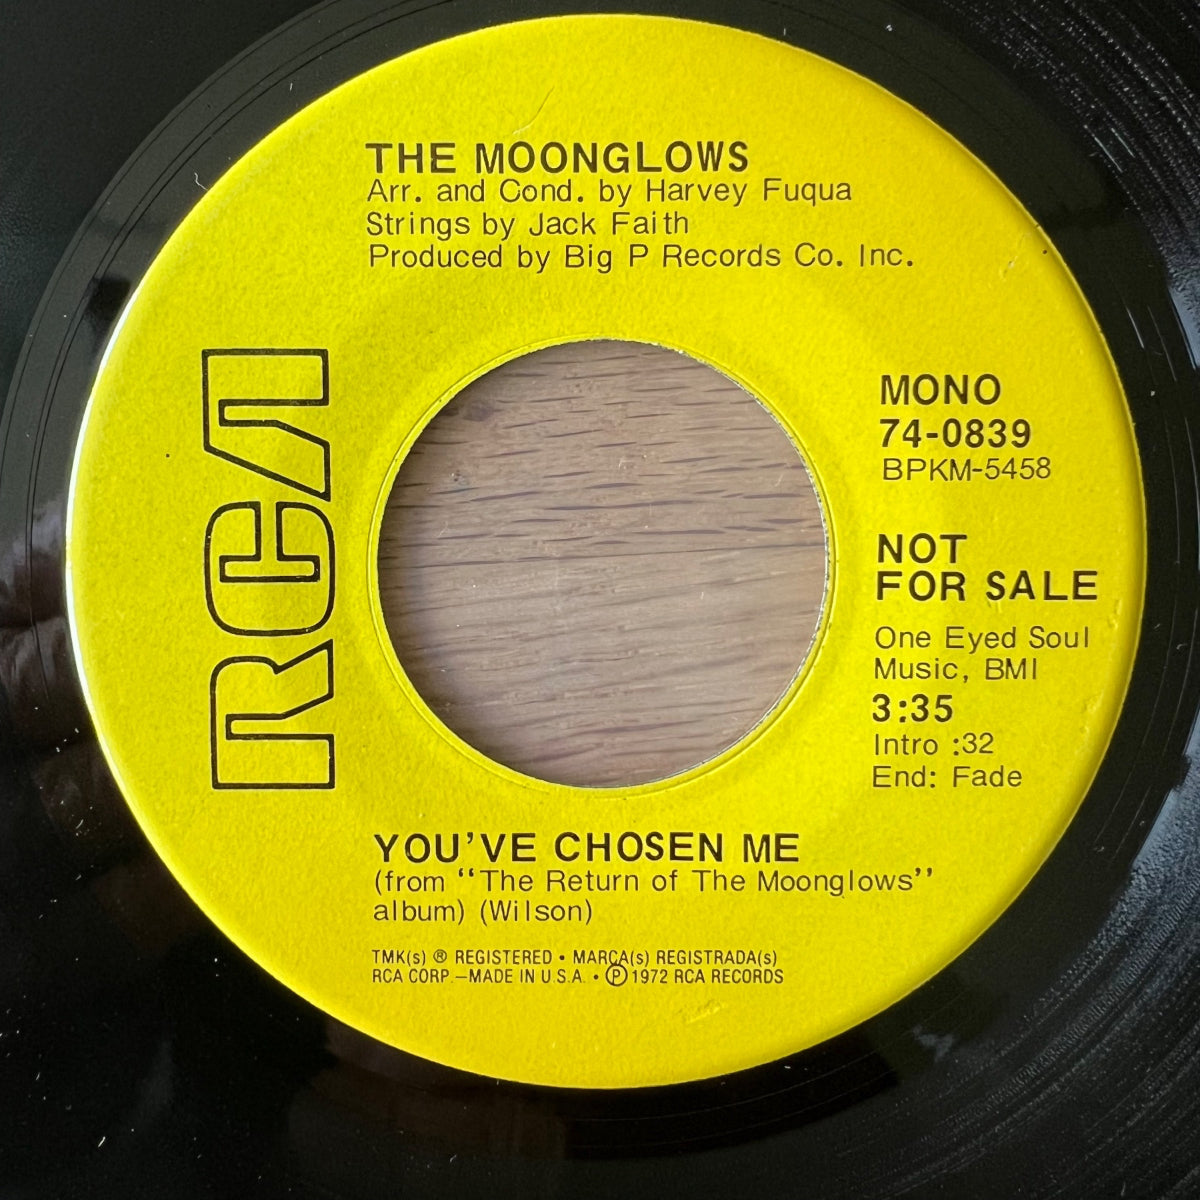 THE MOONGLOWS
Arr. and Cond. by Harvey Fuqua
Strings by Jack Faith
Produced by Big P Records Co. Inc.
RCA
MONO
74-0839
BPKM-5458
NOT
FOR SALE
One Eyed Soul
Music, BMI
3:35
Intro :32
End: Fade
YOU'VE CHOSEN ME
(from “The Return of The Moonglows”
album) (Wilson)
TMK(s) ® REGISTERED • MARCA(s) REGISTRADA(s)
RCA CORP.—MADE IN U.S.A. • ℗ 1972 RCA RECORDS